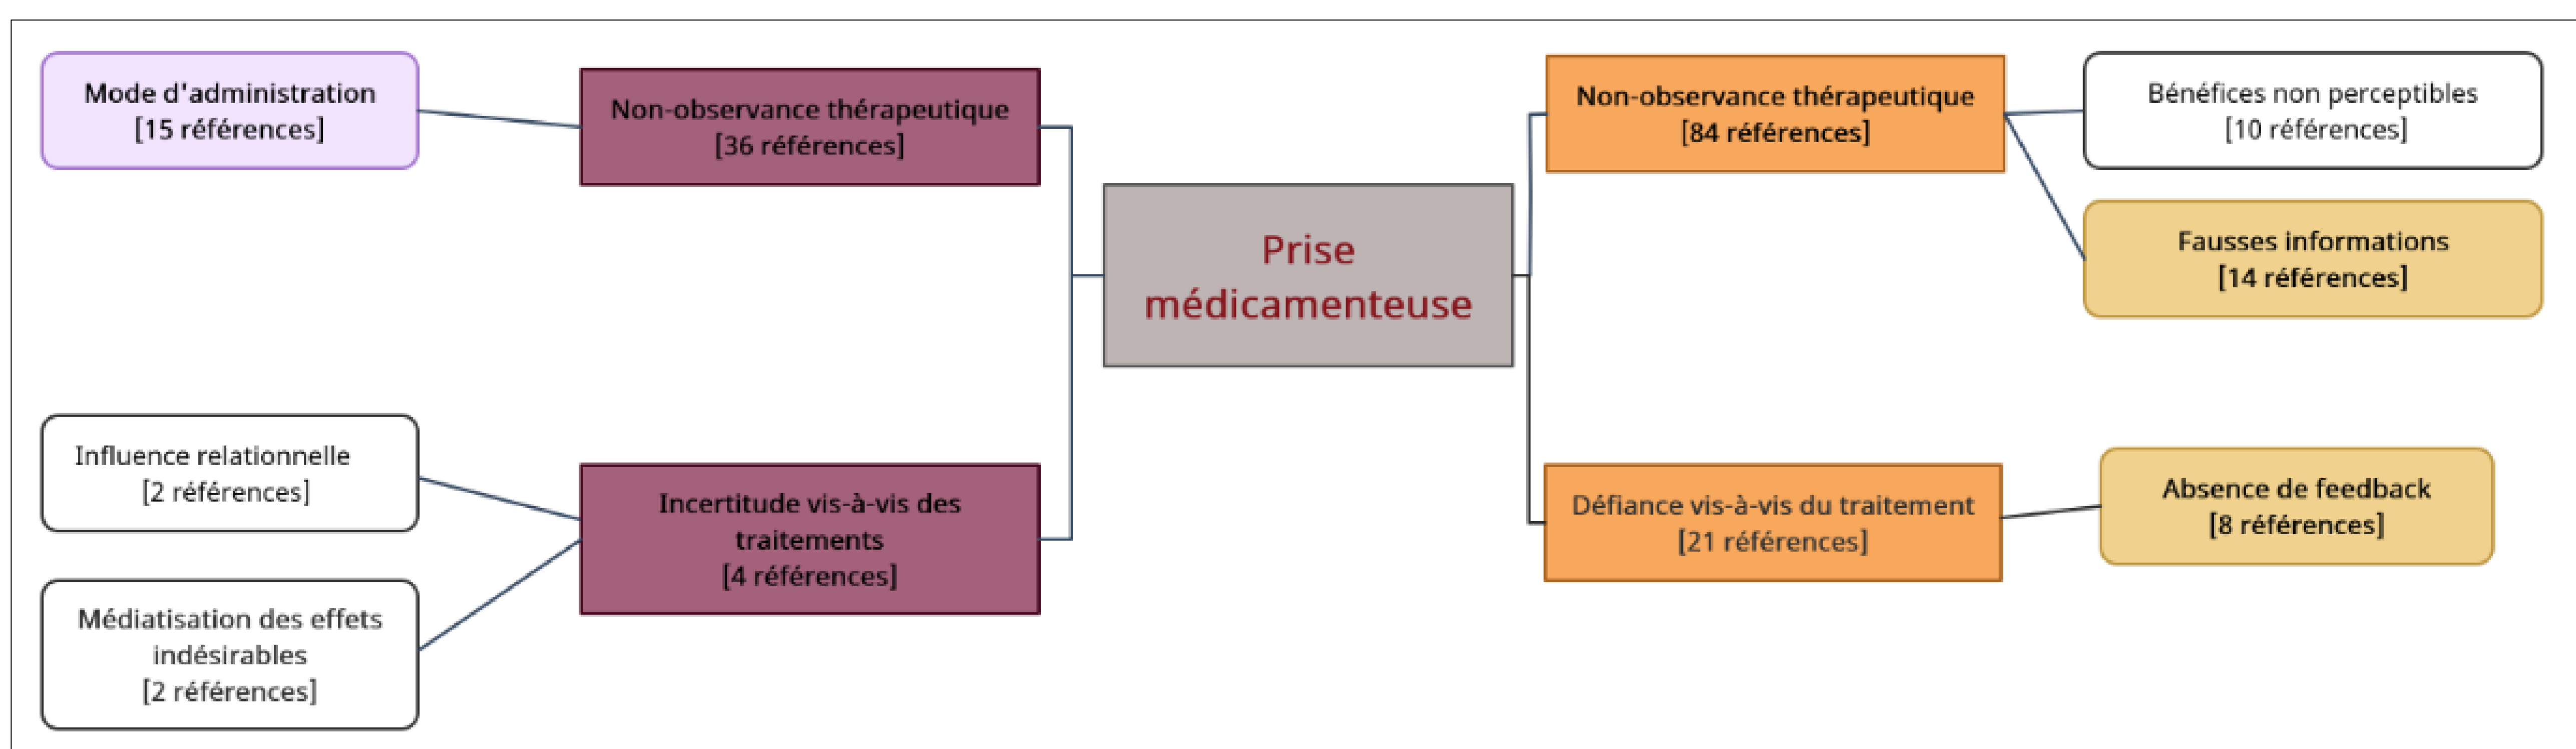 Mode d'administration
[15 références]
Non-observance thérapeutique
[36 références]
Influence relationnelle
[2 références]
Médiatisation des effets
indésirables
[2 références]
Incertitude vis-à-vis des
traitements
[4 références]
Prise
médicamenteuse
Non-observance thérapeutique
[84 références]
Bénéfices non perceptibles
[10 références]
Fausses informations
[14 références]
Défiance vis-à-vis du traitement
[21 références]
Absence de feedback
[8 références]